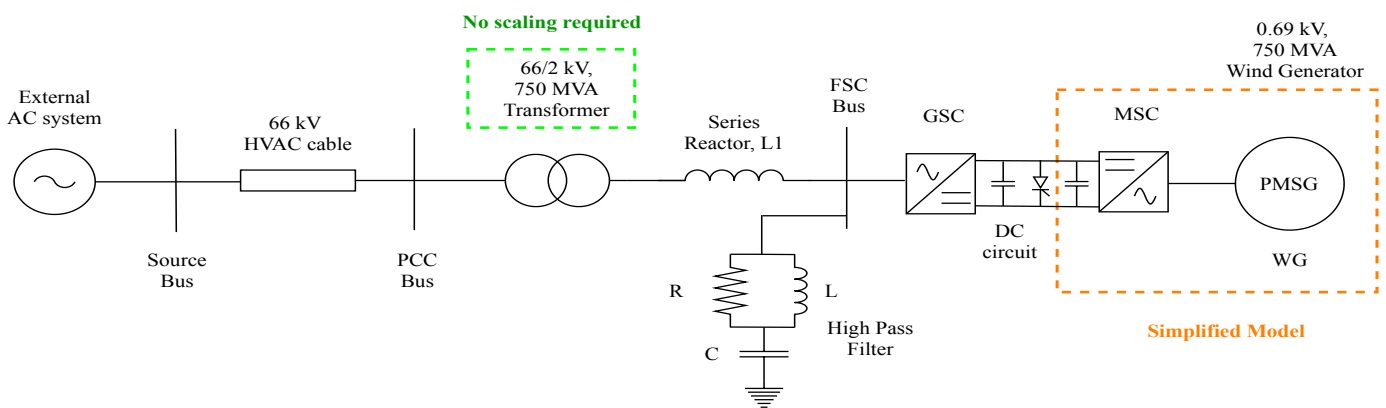 No scaling required
66/2 kV,
750 MVA
Transformer
0.69 kV,
750 MVA
Wind Generator
External
AC system
66 kV
HVAC cable
Series
Reactor, L1
FSC
Bus
GSC
MSC
PMSG
Source
Bus
PCC
Bus
DC
circuit
WG
R
L
C
High Pass
Filter
Simplified Model